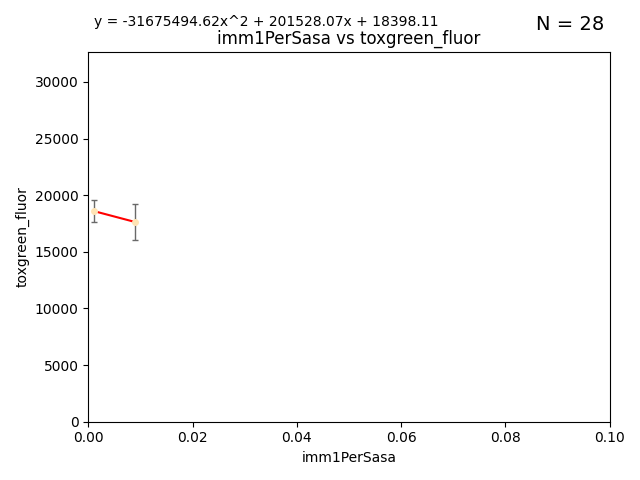 y = -31675494.62x^2 + 201528.07x + 18398.11
N = 28
imm1PerSasa vs toxgreen_fluor
30000
25000
20000
15000
10000
5000
0
toxgreen_fluor
0.00 0.02 0.04 0.06 0.08 0.10
imm1PerSasa